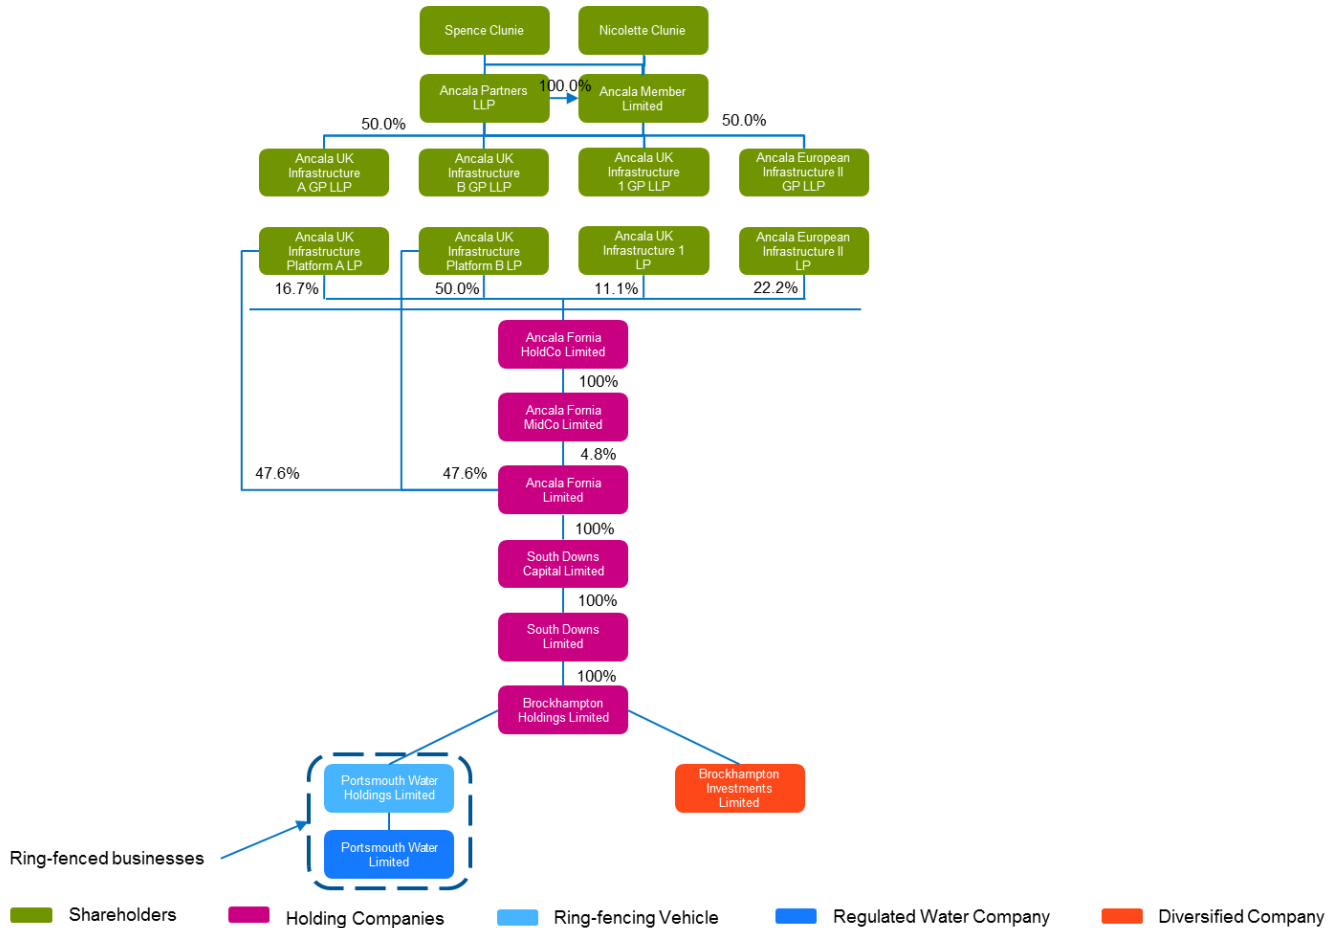 Spence Clunie
Nicolette Clunie
Ancala Partners
LLP
100.0%
Ancala Member
Limited
50.0%
50.0%
Ancala UK
Infrastructure
A GP LLP
Ancala UK
Infrastructure
B GP LLP
Ancala UK
Infrastructure
1 GP LLP
Ancala European
Infrastructure II
GP LLP
Ancala UK
Infrastructure
Platform A LP
Ancala UK
Infrastructure
Platform B LP
Ancala UK
Infrastructure 1
LP
Ancala European
Infrastructure II
LP
16.7%
50.0%
11.1%
22.2%
Ancala Fornia
HoldCo Limited
100%
Ancala Fornia
MidCo Limited
4.8%
47.6%
47.6%
Ancala Fornia
Limited
100%
South Downs
Capital Limited
100%
South Downs
Limited
100%
Brockhampton
Holdings Limited
Portsmouth Water
Holdings Limited
Brockhampton
Investments
Limited
Portsmouth Water
Limited
Ring-fenced businesses
Shareholders
Holding Companies
Ring-fencing Vehicle
Regulated Water Company
Diversified Company